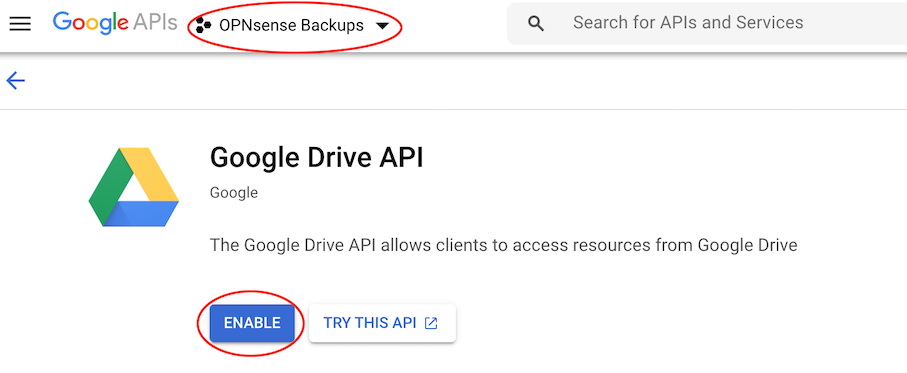 Google APIs OPNsense Backups Search for APIs and Services
Google Drive API
Google
The Google Drive API allows clients to access resources from Google Drive
ENABLE TRY THIS API